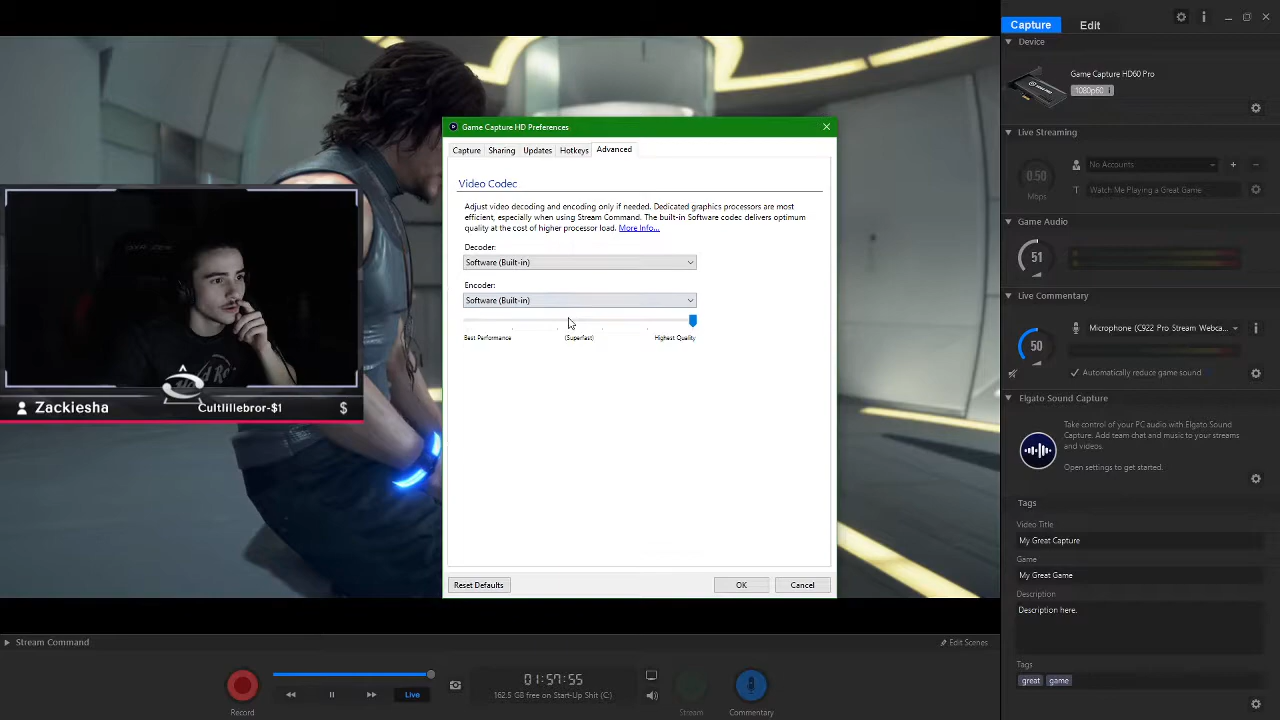 Capture
Edit
Device
Game Capture HD60 Pro
1080p60
Live Streaming
0.50
Mbps
No Accounts
Watch Me Playing a Great Game
Game Audio
51
Live Commentary
50
Microphone (C922 Pro Stream Webca...
Automatically reduce game sound
Elgato Sound Capture
Take control of your PC audio with Elgato Sound
Capture. Add team chat and music to your streams
and videos.
Open settings to get started.
Tags
Video Title
My Great Capture
Game
My Great Game
Description
Description here.
Tags
great
game
Game Capture HD Preferences
Capture
Sharing
Updates
Hotkeys
Advanced
Video Codec
Adjust video decoding and encoding only if needed. Dedicated graphics processors are most
efficient, especially when using Stream Command. The built-in Software codec delivers optimum
quality at the cost of higher processor load. More Info...
Decoder:
Software (Built-in)
Encoder:
Software (Built-in)
Best Performance
(Superfast)
Highest Quality
Reset Defaults
OK
Cancel
Zackiesha
Cultlillebror-$1
$
Stream Command
Edit Scenes
Record
Live
01:57:55
162.5 GB free on Start-Up Shit (C:)
Stream
Commentary